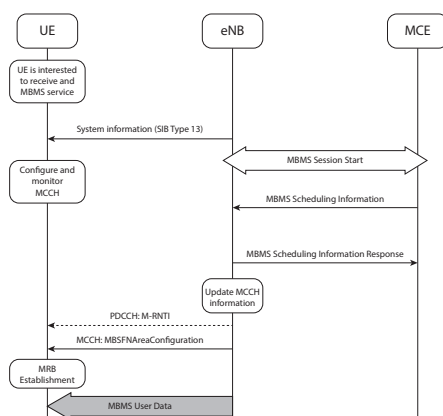 UE
eNB
MCE
UE is interested
to receive and
MBMS service
System information (SIB Type 13)
MBMS Session Start
Configure and
monitor
MCCH
MBMS Scheduling Information
MBMS Scheduling Information Response
Update MCCH
information
PDCCH: M-RNTI
MCCH: MBSFNAreaConfiguration
MRB
Establishment
MBMS User Data